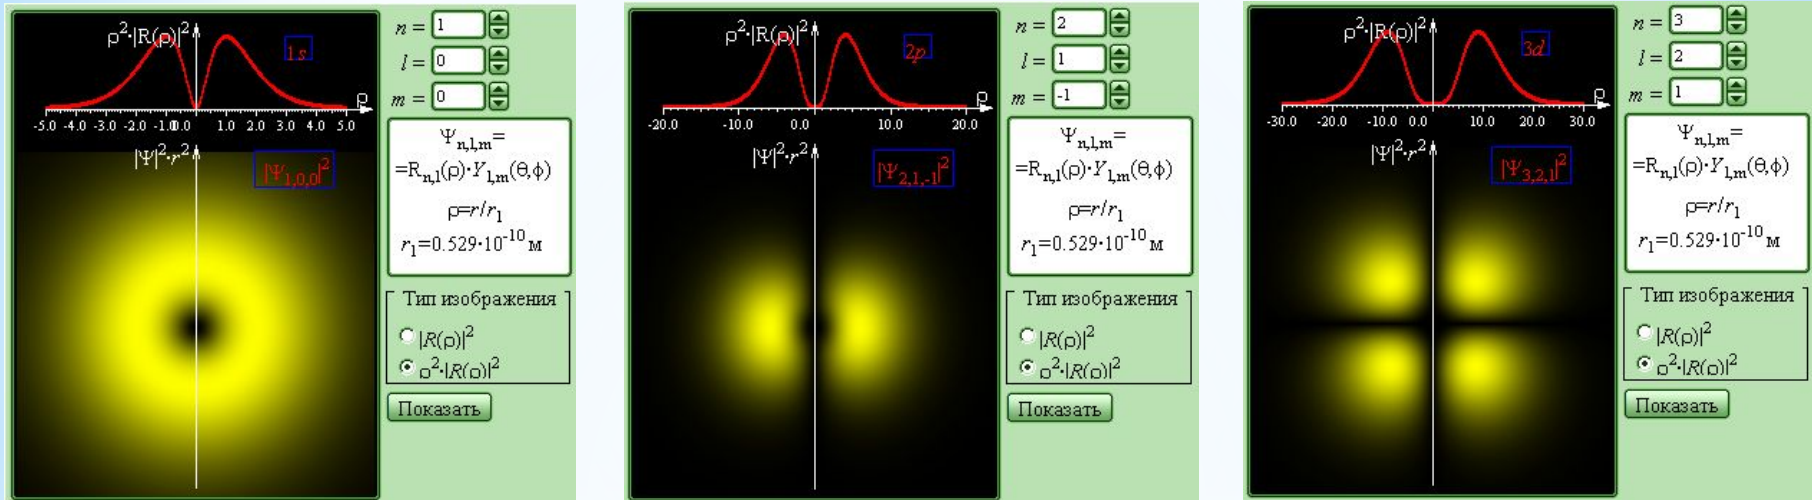 ρ²·|R(ρ)|²
1s
ρ
-5.0 -4.0 -3.0 -1.0 0.0 1.0 2.0 3.0 5.0
|Ψ|²·r²
|Ψ₁,₀,₀|²
n = 1
l = 0
m = 0
Ψn,l,m=
=Rn,l(ρ)·Yl,m(θ,ϕ)
ρ=r/r₁
r₁=0.529·10⁻¹⁰ м
Тип изображения
|R(ρ)|²
ρ²·|R(ρ)|²
Показать
ρ²·|R(ρ)|²
2p
ρ
-20.0 -10.0 0.0 10.0 20.0
|Ψ|²·r²
|Ψ₂,₁,₋₁|²
n = 2
l = 1
m = -1
Ψn,l,m=
=Rn,l(ρ)·Yl,m(θ,ϕ)
ρ=r/r₁
r₁=0.529·10⁻¹⁰ м
Тип изображения
|R(ρ)|²
ρ²·|R(ρ)|²
Показать
ρ²·|R(ρ)|²
3d
ρ
-30.0 -20.0 -10.0 0.0 10.0 20.0 30.0
|Ψ|²·r²
|Ψ₃,₂,₁|²
n = 3
l = 2
m = 1
Ψn,l,m=
=Rn,l(ρ)·Yl,m(θ,ϕ)
ρ=r/r₁
r₁=0.529·10⁻¹⁰ м
Тип изображения
|R(ρ)|²
ρ²·|R(ρ)|²
Показать